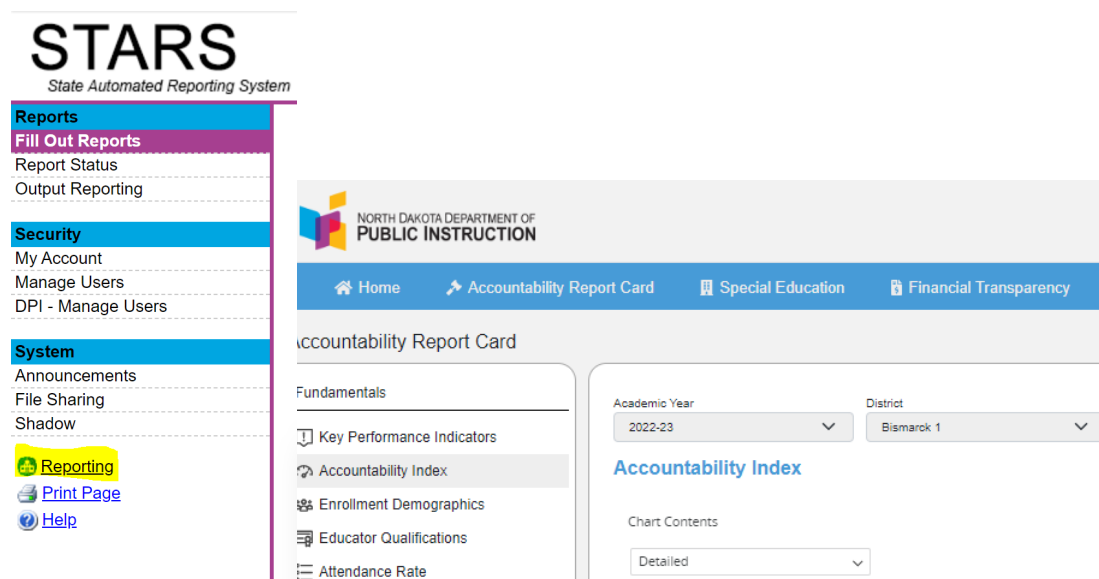 STARS
State Automated Reporting System
Reports
Fill Out Reports
Report Status
Output Reporting
Security
My Account
Manage Users
DPI - Manage Users
System
Announcements
File Sharing
Shadow
Reporting
Print Page
Help
NORTH DAKOTA DEPARTMENT OF
PUBLIC INSTRUCTION
Home Accountability Report Card Special Education Financial Transparency
Accountability Report Card
Fundamentals
Key Performance Indicators
Accountability Index
Enrollment Demographics
Educator Qualifications
Attendance Rate
Academic Year District
2022-23 Bismarck 1
Accountability Index
Chart Contents
Detailed